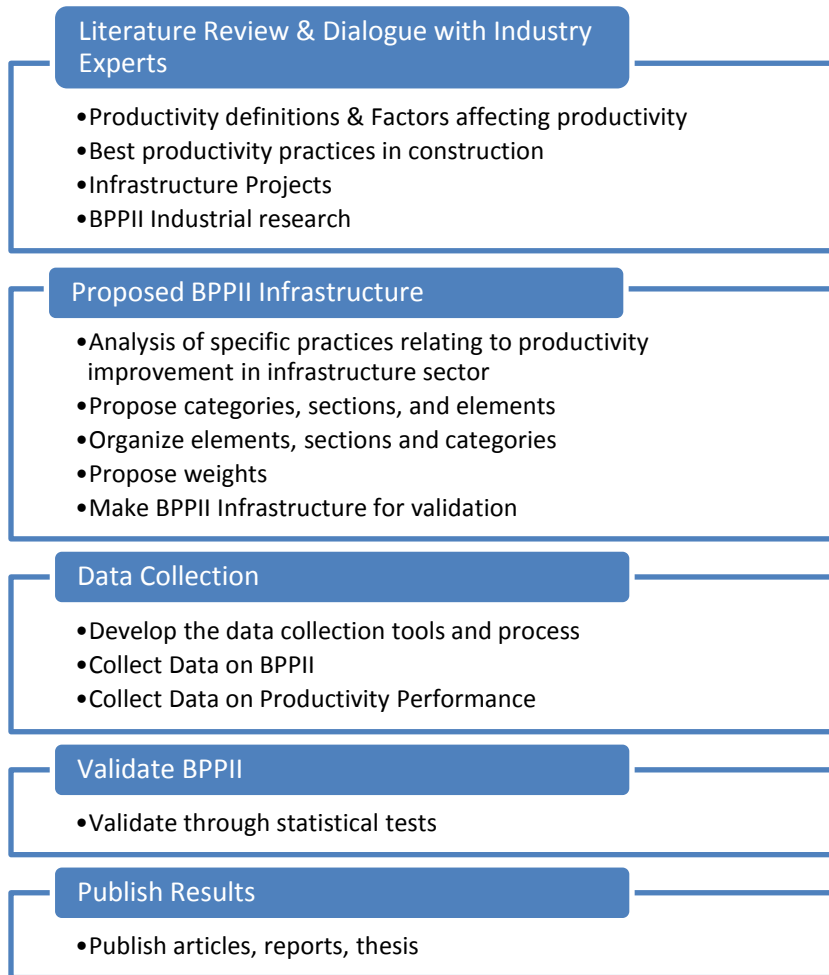 Literature Review & Dialogue with Industry
Experts
•Productivity definitions & Factors affecting productivity
•Best productivity practices in construction
•Infrastructure Projects
•BPPII Industrial research
Proposed BPPII Infrastructure
•Analysis of specific practices relating to productivity
improvement in infrastructure sector
•Propose categories, sections, and elements
•Organize elements, sections and categories
•Propose weights
•Make BPPII Infrastructure for validation
Data Collection
•Develop the data collection tools and process
•Collect Data on BPPII
•Collect Data on Productivity Performance
Validate BPPII
•Validate through statistical tests
Publish Results
•Publish articles, reports, thesis